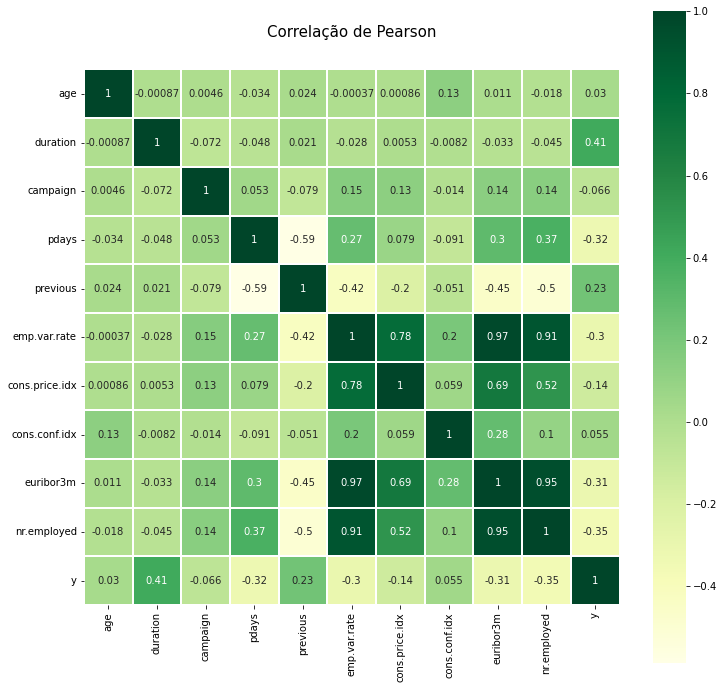 Correlação de Pearson
age 1 -0.00087 0.0046 -0.034 0.024 -0.00037 0.00086 0.13 0.011 -0.018 0.03
duration -0.00087 1 -0.072 -0.048 0.021 -0.028 0.0053 -0.0082 -0.033 -0.045 0.41
campaign 0.0046 -0.072 1 0.053 -0.079 0.15 0.13 -0.014 0.14 0.14 -0.066
pdays -0.034 -0.048 0.053 1 -0.59 0.27 0.079 -0.091 0.3 0.37 -0.32
previous 0.024 0.021 -0.079 -0.59 1 -0.42 -0.2 -0.051 -0.45 -0.5 0.23
emp.var.rate -0.00037 -0.028 0.15 0.27 -0.42 1 0.78 0.2 0.97 0.91 -0.3
cons.price.idx 0.00086 0.0053 0.13 0.079 -0.2 0.78 1 0.059 0.69 0.52 -0.14
cons.conf.idx 0.13 -0.0082 -0.014 -0.091 -0.051 0.2 0.059 1 0.28 0.1 0.055
euribor3m 0.011 -0.033 0.14 0.3 -0.45 0.97 0.69 0.28 1 0.95 -0.31
nr.employed -0.018 -0.045 0.14 0.37 -0.5 0.91 0.52 0.1 0.95 1 -0.35
y 0.03 0.41 -0.066 -0.32 0.23 -0.3 -0.14 0.055 -0.31 -0.35 1
age duration campaign pdays previous emp.var.rate cons.price.idx cons.conf.idx euribor3m nr.employed y
1.0
0.8
0.6
0.4
0.2
0.0
−0.2
−0.4